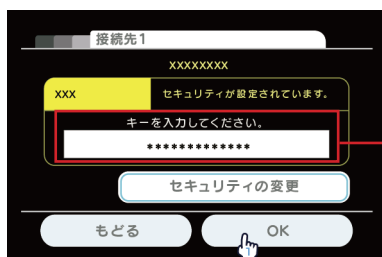 接続先1
xxxxxxxx
xxx
セキュリティが設定されています。
キーを入力してください。
*************
セキュリティの変更
もどる
OK
1